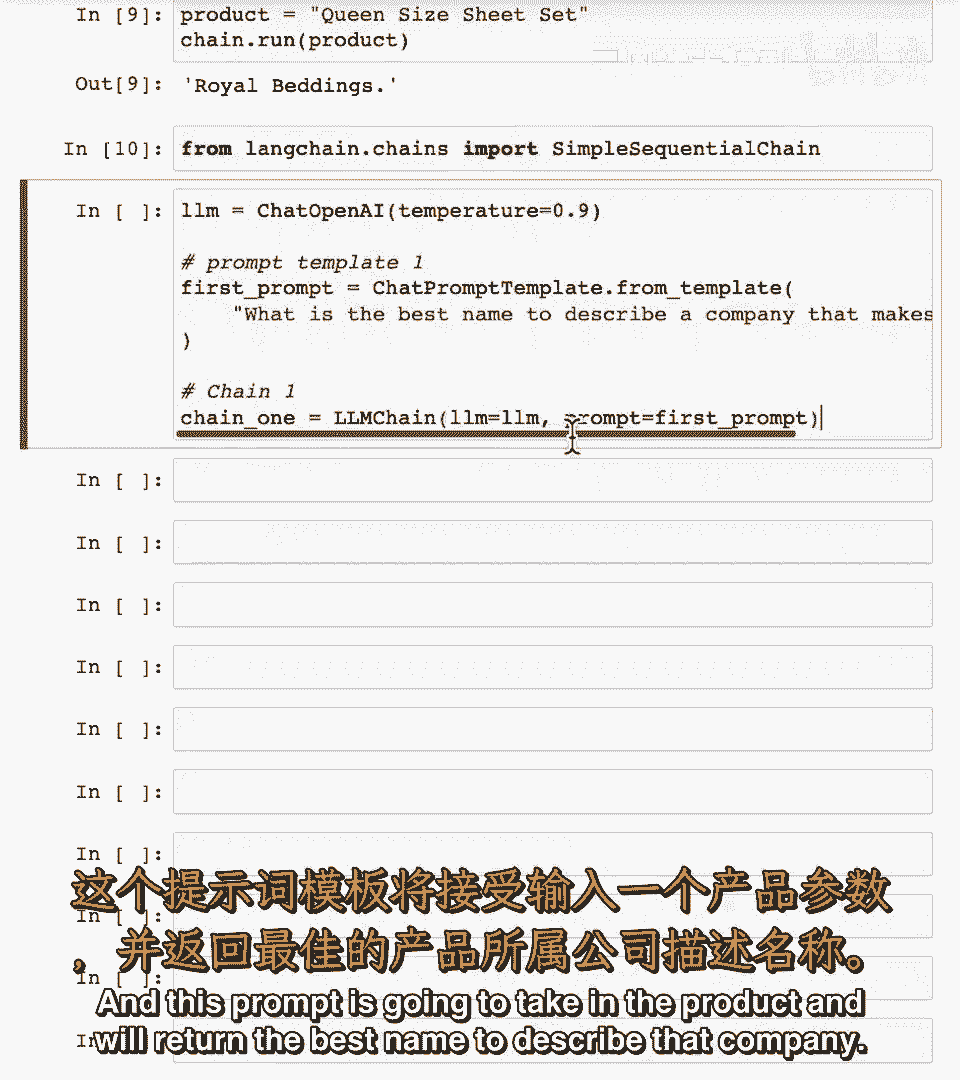 In [9]: product = "Queen Size Sheet Set"
chain.run(product)
Out[9]: 'Royal Beddings.'
In [10]: from langchain.chains import SimpleSequentialChain
In [ ]: llm = ChatOpenAI(temperature=0.9)
# prompt template 1
first_prompt = ChatPromptTemplate.from_template(
"What is the best name to describe a company that makes
)
# Chain 1
chain_one = LLMChain(llm=llm, prompt=first_prompt)
In [ ]:
In [ ]:
In [ ]:
In [ ]:
In [ ]:
In [ ]:
In [ ]:
这个提示词模板将接受输入一个产品参数
In [ ]:
，并返回最佳的产品所属公司描述名称。
In [ ]:
And this prompt is going to take in the product and
will return the best name to describe that company.